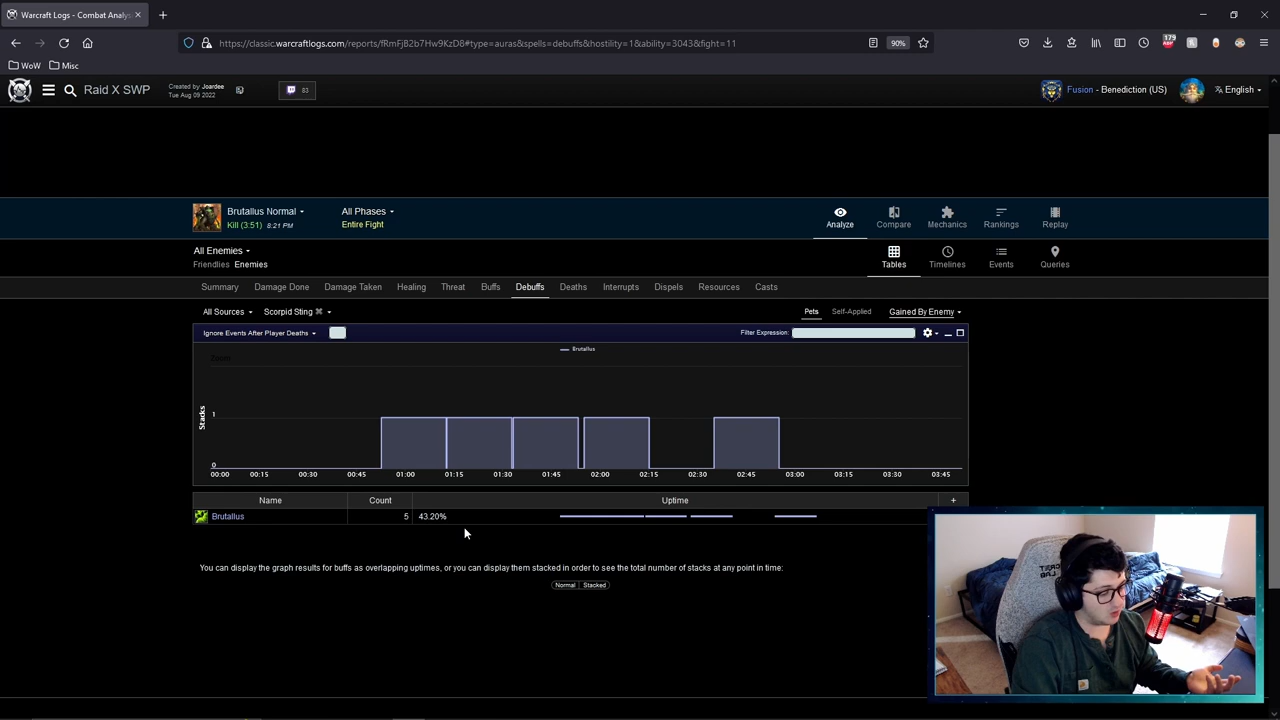 Warcraft Logs - Combat Analys
https://classic.warcraftlogs.com/reports/fRmFjB2b7Hw9KzD8#type=auras&spells=debuffs&hostility=1&ability=3043&fight=11
90%
179
WoW
Misc
Raid X SWP
Created by Joardee
Tue Aug 09 2022
83
Fusion - Benediction (US)
English
Brutallus Normal
Kill (3:51) 8:21 PM
All Phases
Entire Fight
Analyze
Compare
Mechanics
Rankings
Replay
All Enemies
Friendlies Enemies
Tables
Timelines
Events
Queries
Summary Damage Done Damage Taken Healing Threat Buffs Debuffs Deaths Interrupts Dispels Resources Casts
All Sources
Scorpid Sting
Pets Self-Applied Gained By Enemy
Ignore Events After Player Deaths
Filter Expression:
Brutallus
Zoom
Stacks
1
0
00:00 00:15 00:30 00:45 01:00 01:15 01:30 01:45 02:00 02:15 02:30 02:45 03:00 03:15 03:30 03:45
Name Count Uptime +
Brutallus 5 43.20%
You can display the graph results for buffs as overlapping uptimes, or you can display them stacked in order to see the total number of stacks at any point in time:
Normal Stacked